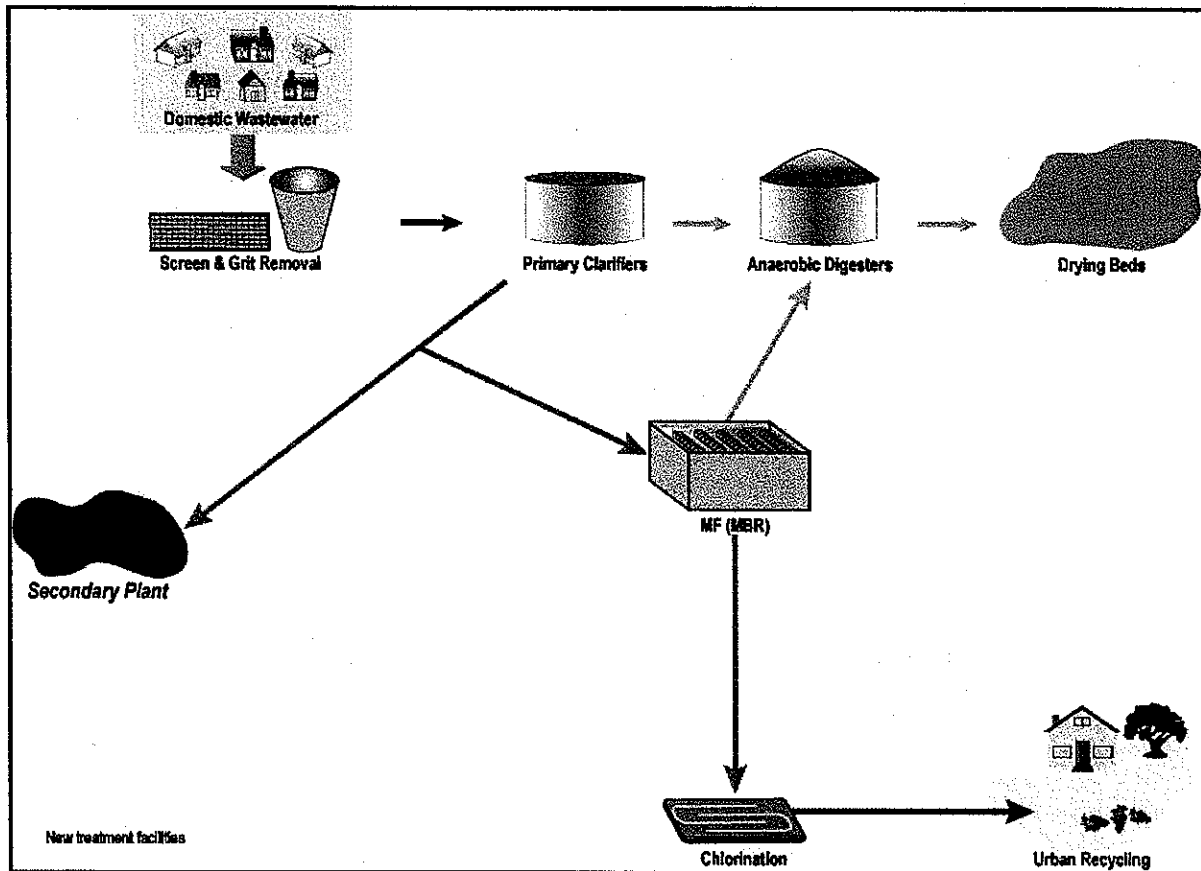 Domestic Wastewater
Screen & Grit Removal
Primary Clarifiers
Anaerobic Digesters
Drying Beds
MF (MBR)
Secondary Plant
Chlorination
Urban Recycling
New treatment facilities